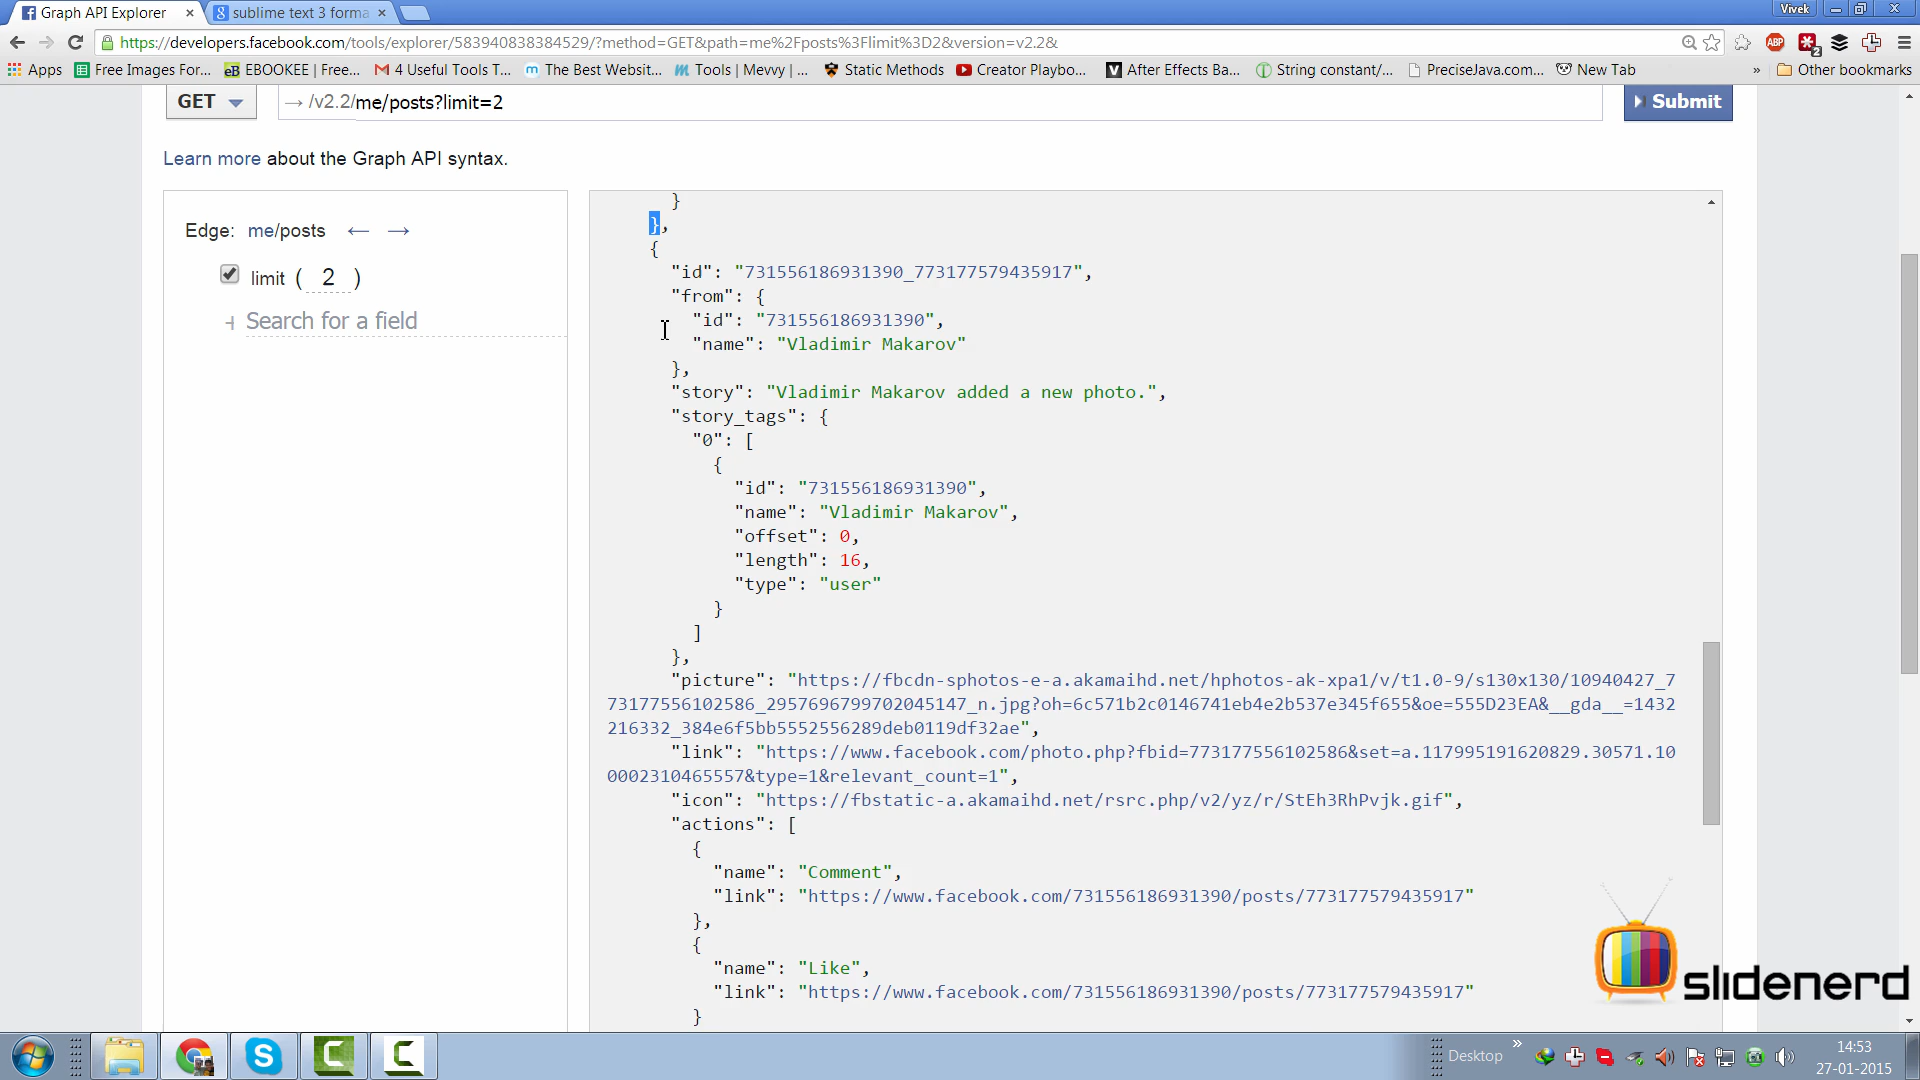 Graph API Explorer
sublime text 3 forma
Vivek
https://developers.facebook.com/tools/explorer/583940838384529/?method=GET&path=me%2Fposts%3Flimit%3D2&version=v2.2&
Apps Free Images For... EBOOKEE | Free... 4 Useful Tools T... The Best Websit... Tools | Mevvy | ... Static Methods Creator Playbo... After Effects Ba... String constant/... PreciseJava.com... New Tab » Other bookmarks
GET → /v2.2/me/posts?limit=2 Submit
Learn more about the Graph API syntax.
Edge: me/posts ← →
limit ( 2 )
Search for a field
}
},
{
"id": "731556186931390_773177579435917",
"from": {
"id": "731556186931390",
"name": "Vladimir Makarov"
},
"story": "Vladimir Makarov added a new photo.",
"story_tags": {
"0": [
{
"id": "731556186931390",
"name": "Vladimir Makarov",
"offset": 0,
"length": 16,
"type": "user"
}
]
},
"picture": "https://fbcdn-sphotos-e-a.akamaihd.net/hphotos-ak-xpa1/v/t1.0-9/s130x130/10940427_7
73177556102586_2957696799702045147_n.jpg?oh=6c571b2c0146741eb4e2b537e345f655&oe=555D23EA&__gda__=1432
216332_384e6f5bb5552556289deb0119df32ae",
"link": "https://www.facebook.com/photo.php?fbid=773177556102586&set=a.117995191620829.30571.10
0002310465557&type=1&relevant_count=1",
"icon": "https://fbstatic-a.akamaihd.net/rsrc.php/v2/yz/r/StEh3RhPvjk.gif",
"actions": [
{
"name": "Comment",
"link": "https://www.facebook.com/731556186931390/posts/773177579435917"
},
{
"name": "Like",
"link": "https://www.facebook.com/731556186931390/posts/773177579435917"
}
slidenerd
Desktop »
14:53
27-01-2015